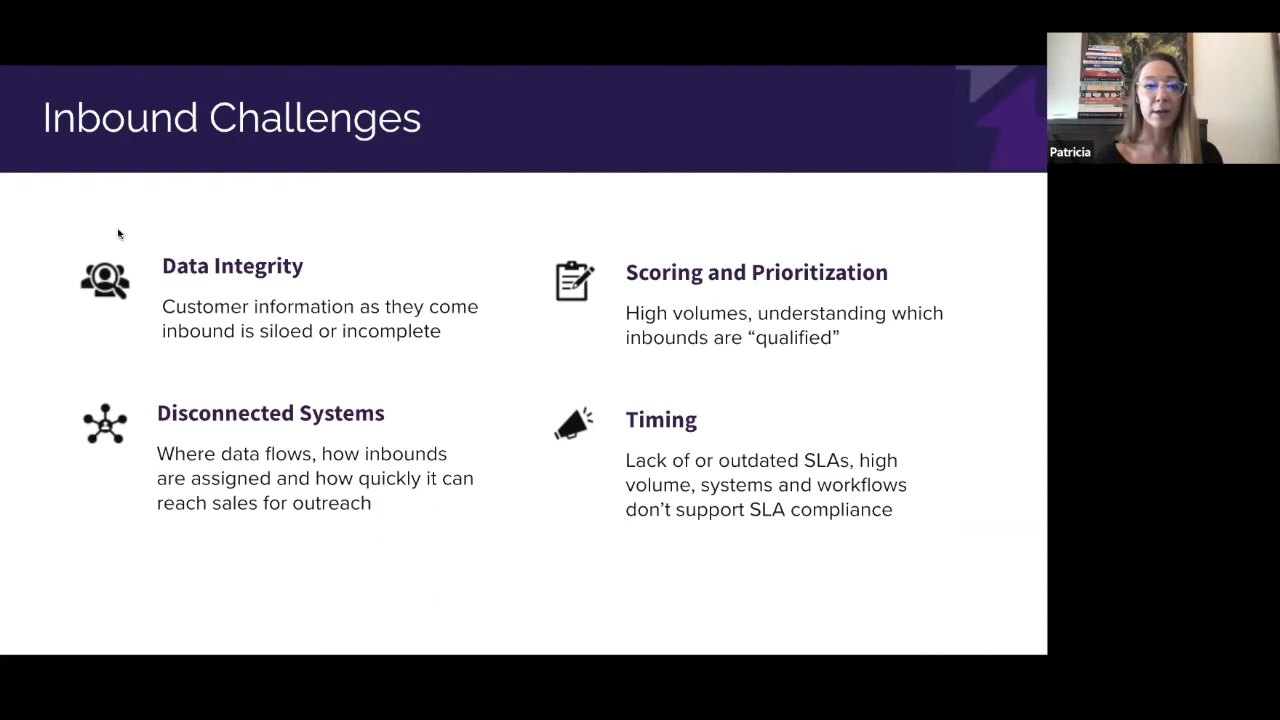 Inbound Challenges
Patricia
Data Integrity
Customer information as they come
inbound is siloed or incomplete
Scoring and Prioritization
High volumes, understanding which
inbounds are “qualified”
Disconnected Systems
Where data flows, how inbounds
are assigned and how quickly it can
reach sales for outreach
Timing
Lack of or outdated SLAs, high
volume, systems and workflows
don’t support SLA compliance